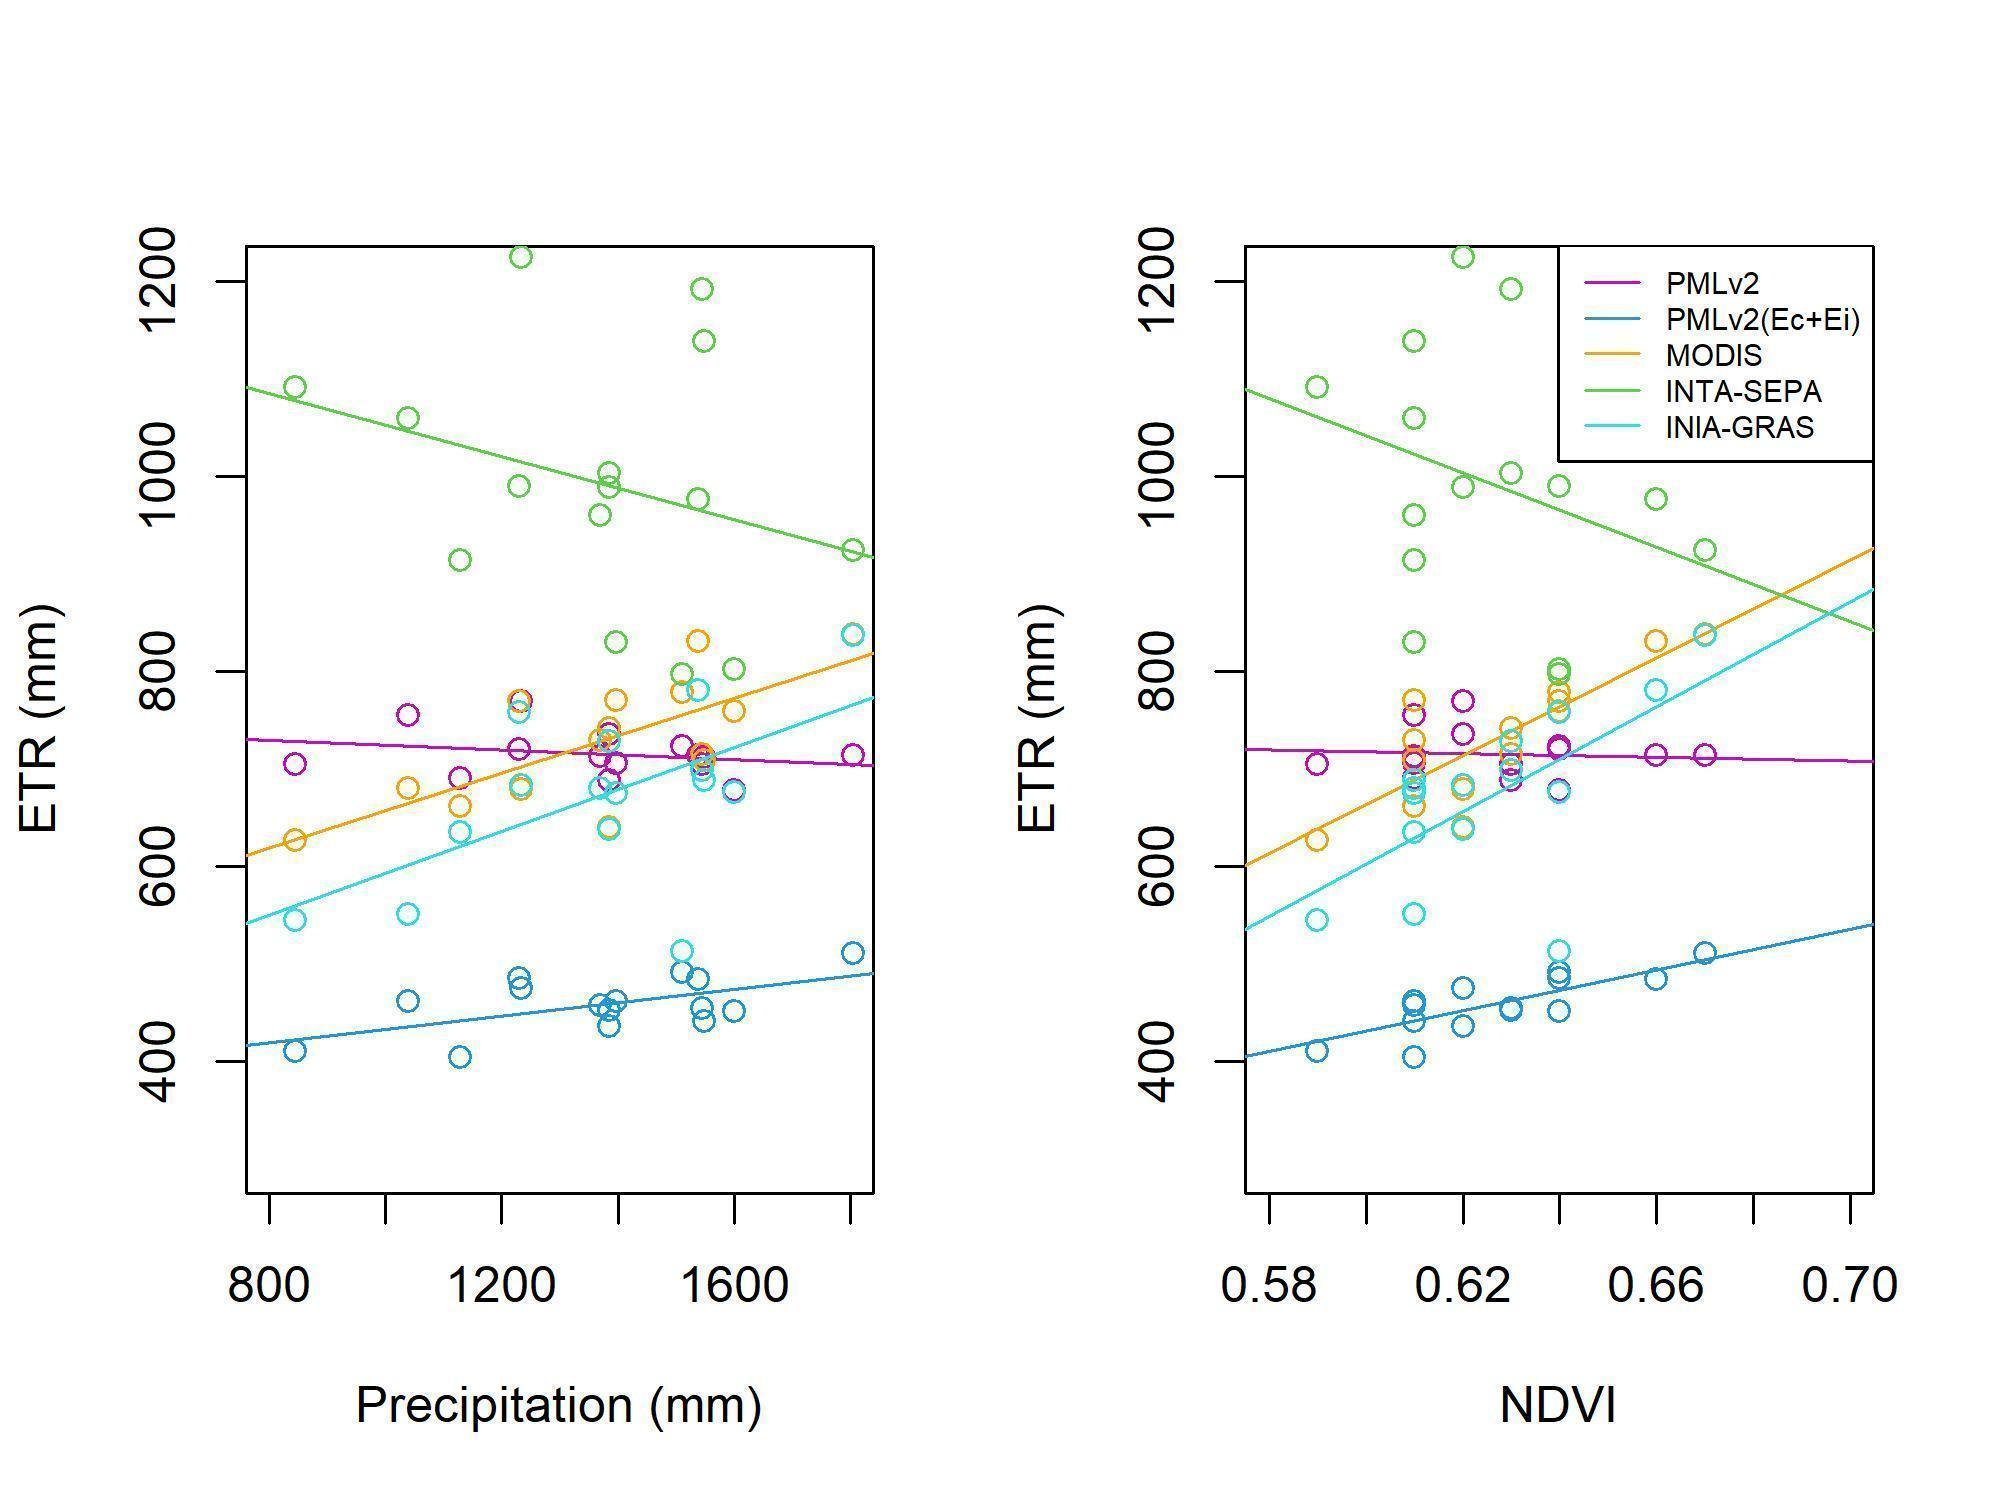 ETR (mm)
1200
1000
800
600
400
800 1200 1600
Precipitation (mm)
ETR (mm)
1200
1000
800
600
400
PMLv2
PMLv2(Ec+Ei)
MODIS
INTA-SEPA
INIA-GRAS
0.58 0.62 0.66 0.70
NDVI